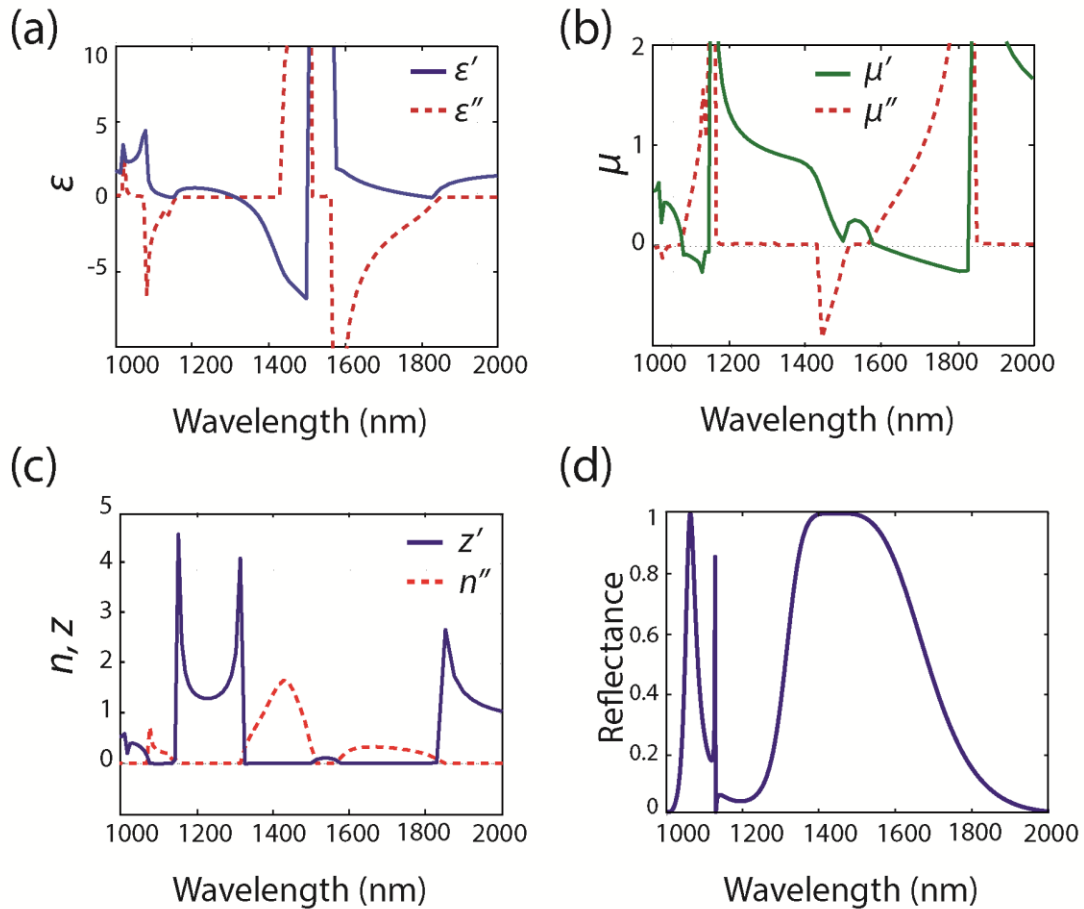 (a)
10
5
0
-5
ε
ε′
ε″
1000 1200 1400 1600 1800 2000
Wavelength (nm)
(b)
2
1
0
μ
μ′
μ″
1000 1200 1400 1600 1800 2000
Wavelength (nm)
(c)
5
4
3
2
1
0
n, z
z′
n″
1000 1200 1400 1600 1800 2000
Wavelength (nm)
(d)
1
0.8
0.6
0.4
0.2
0
Reflectance
1000 1200 1400 1600 1800 2000
Wavelength (nm)